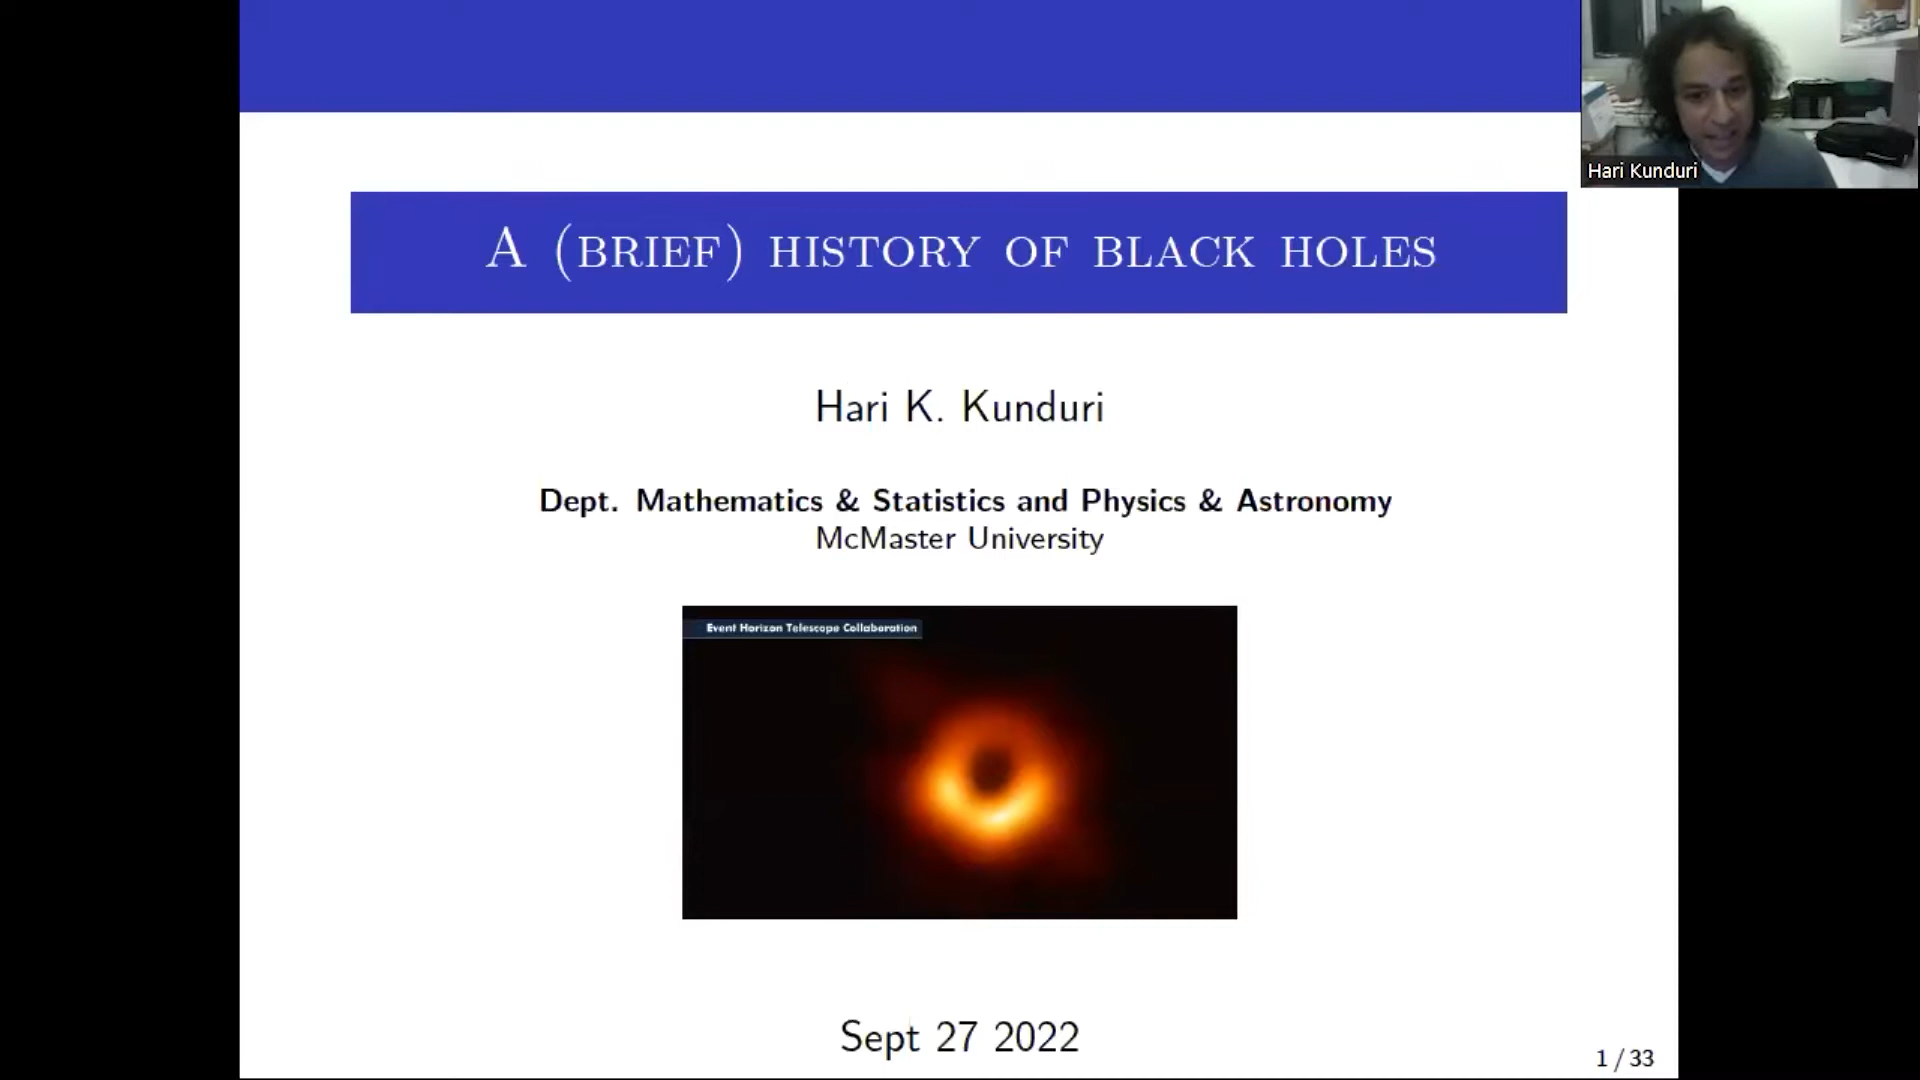 Hari Kunduri
A (BRIEF) HISTORY OF BLACK HOLES
Hari K. Kunduri
Dept. Mathematics & Statistics and Physics & Astronomy
McMaster University
Event Horizon Telescope Collaboration
Sept 27 2022
1 / 33